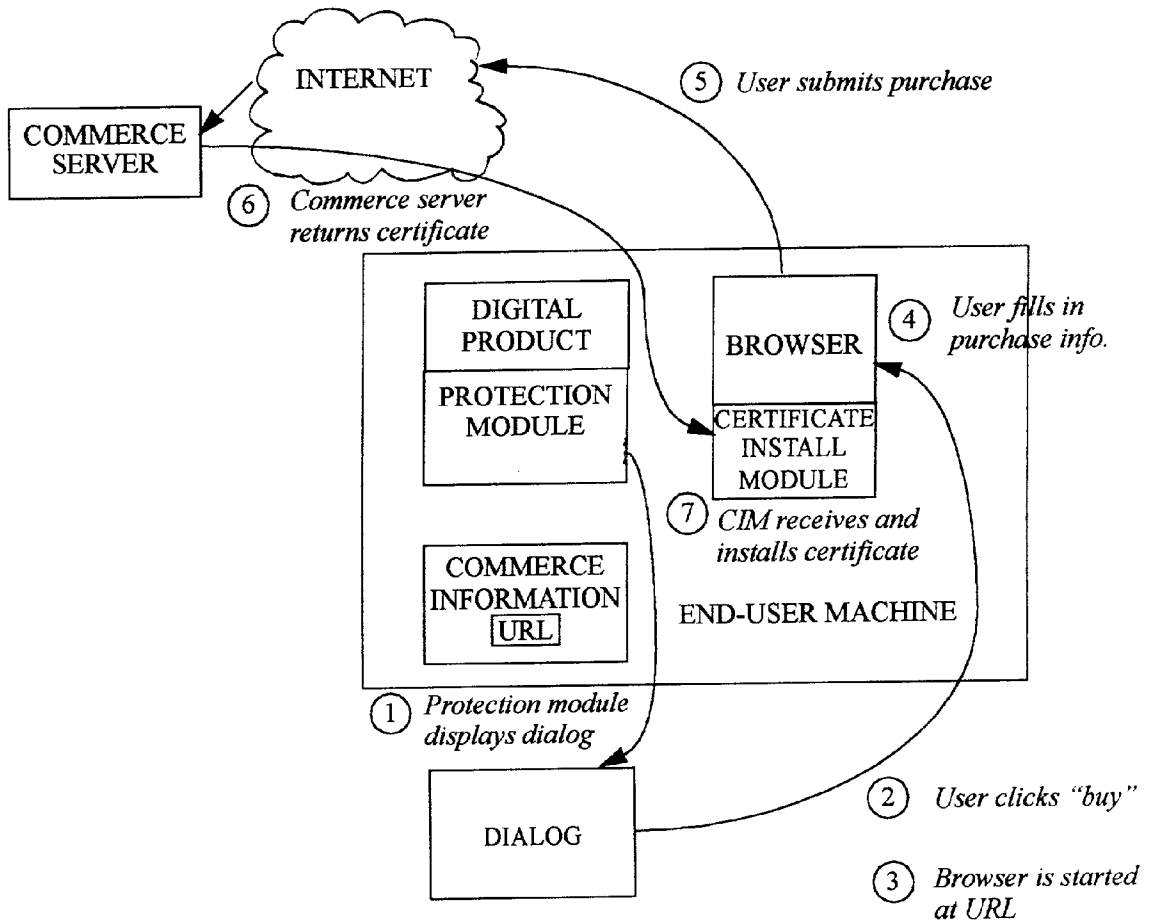 INTERNET
5 User submits purchase
COMMERCE
SERVER
6 Commerce server
returns certificate
DIGITAL
PRODUCT
PROTECTION
MODULE
BROWSER
4 User fills in
purchase info.
CERTIFICATE
INSTALL
MODULE
7 CIM receives and
installs certificate
COMMERCE
INFORMATION
URL
END-USER MACHINE
1 Protection module
displays dialog
DIALOG
2 User clicks “buy”
3 Browser is started
at URL